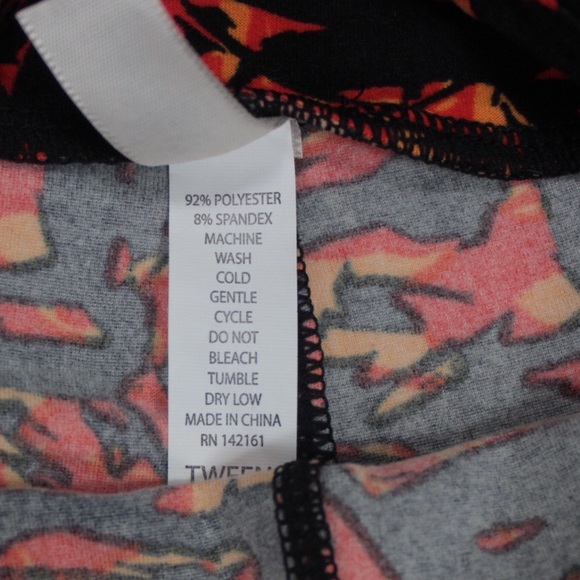 92% POLYESTER
8% SPANDEX
MACHINE
WASH
COLD
GENTLE
CYCLE
DO NOT
BLEACH
TUMBLE
DRY LOW
MADE IN CHINA
RN 142161
TWEEN